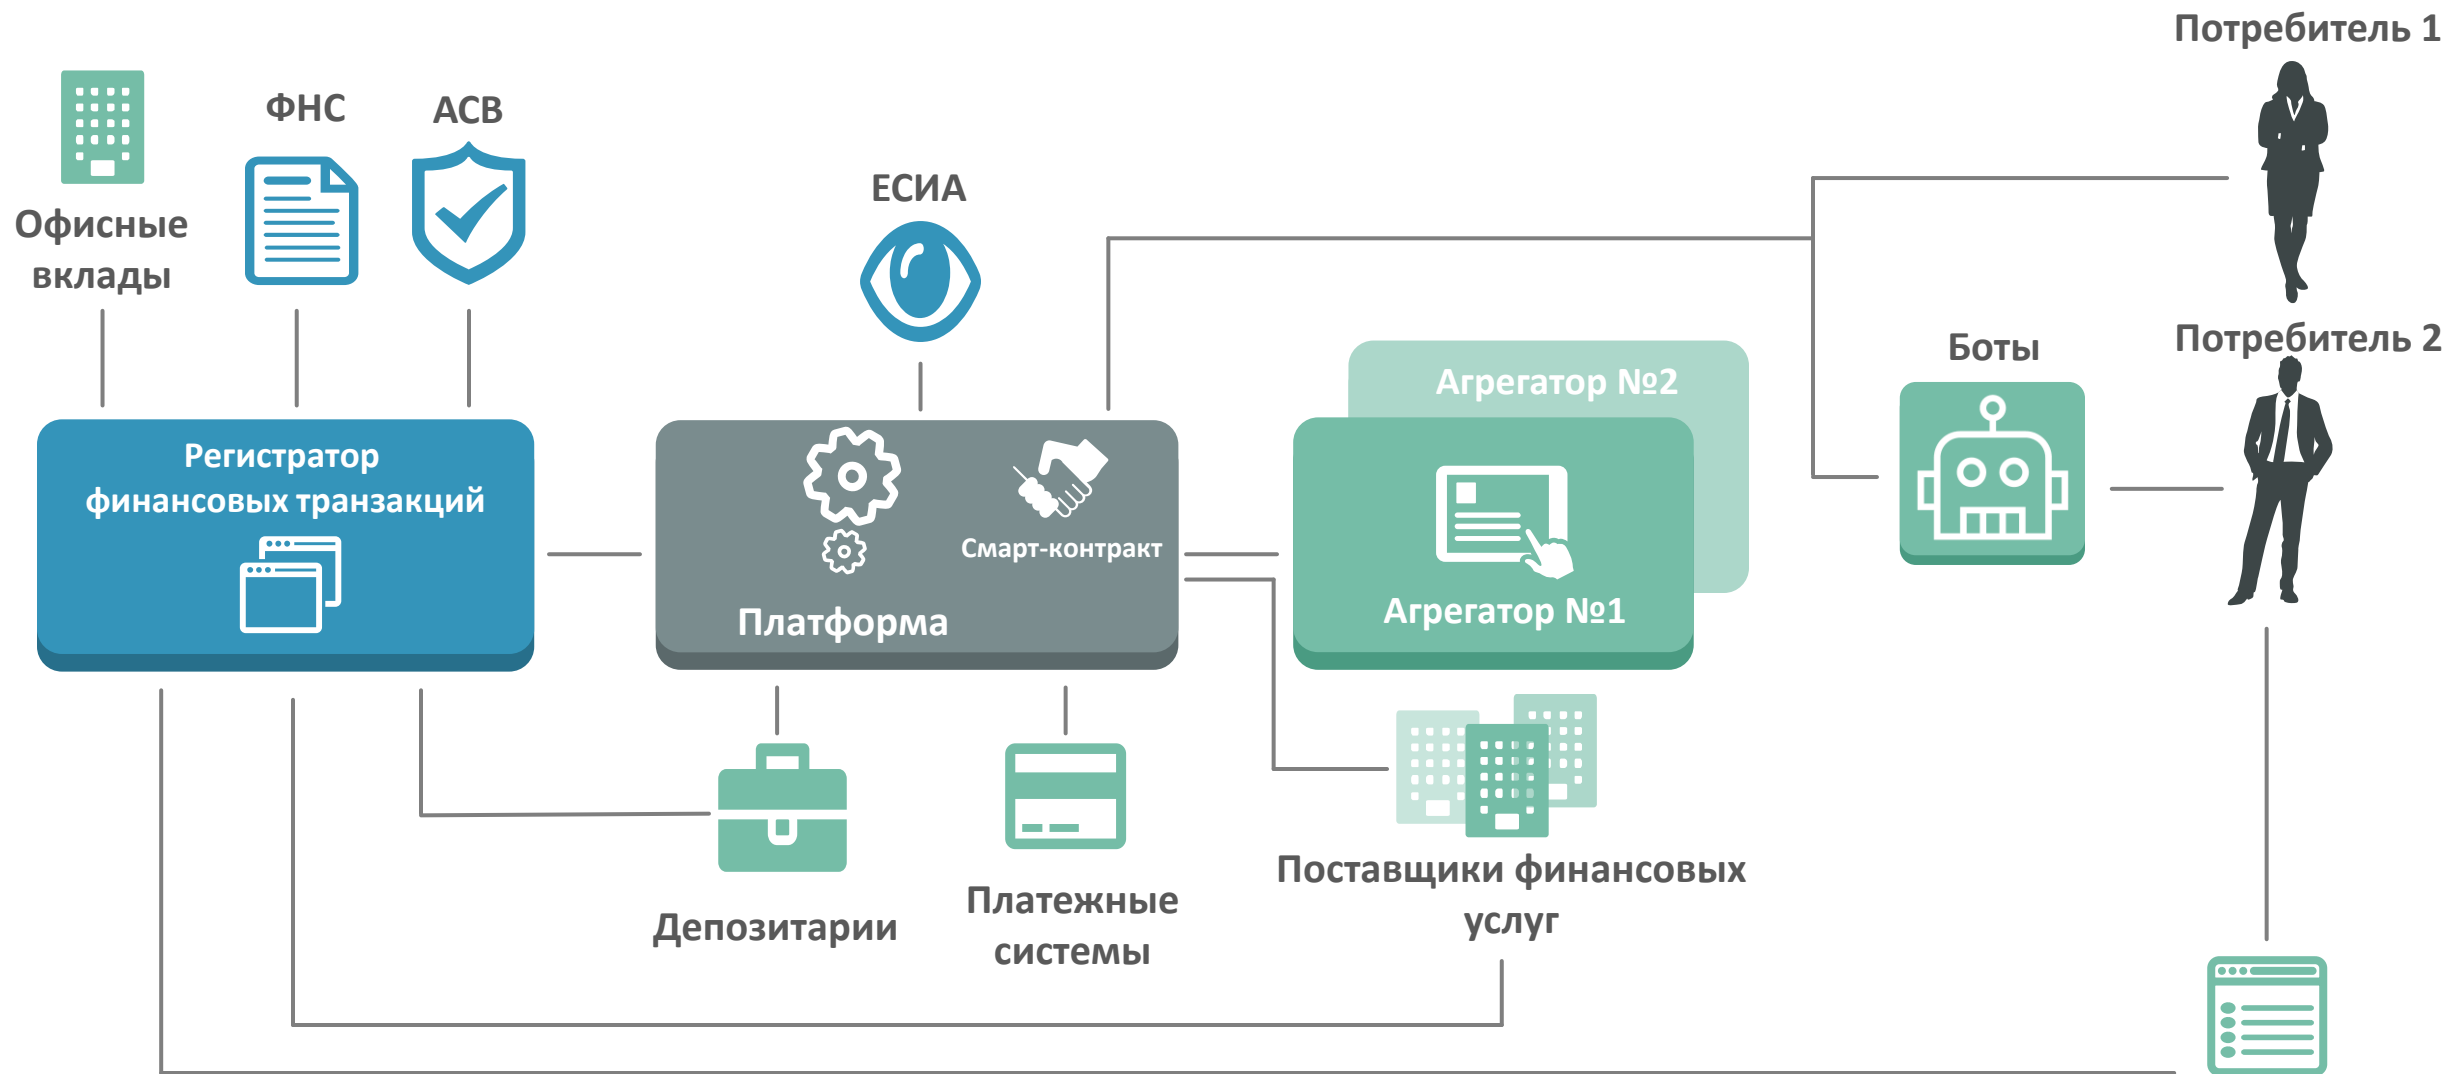 Потребитель 1
ФНС
АСВ
ЕСИА
Офисные
вклады
Потребитель 2
Боты
Агрегатор №2
Регистратор
финансовых транзакций
Смарт-контракт
Платформа
Агрегатор №1
Поставщики финансовых
услуг
Депозитарии
Платежные
системы